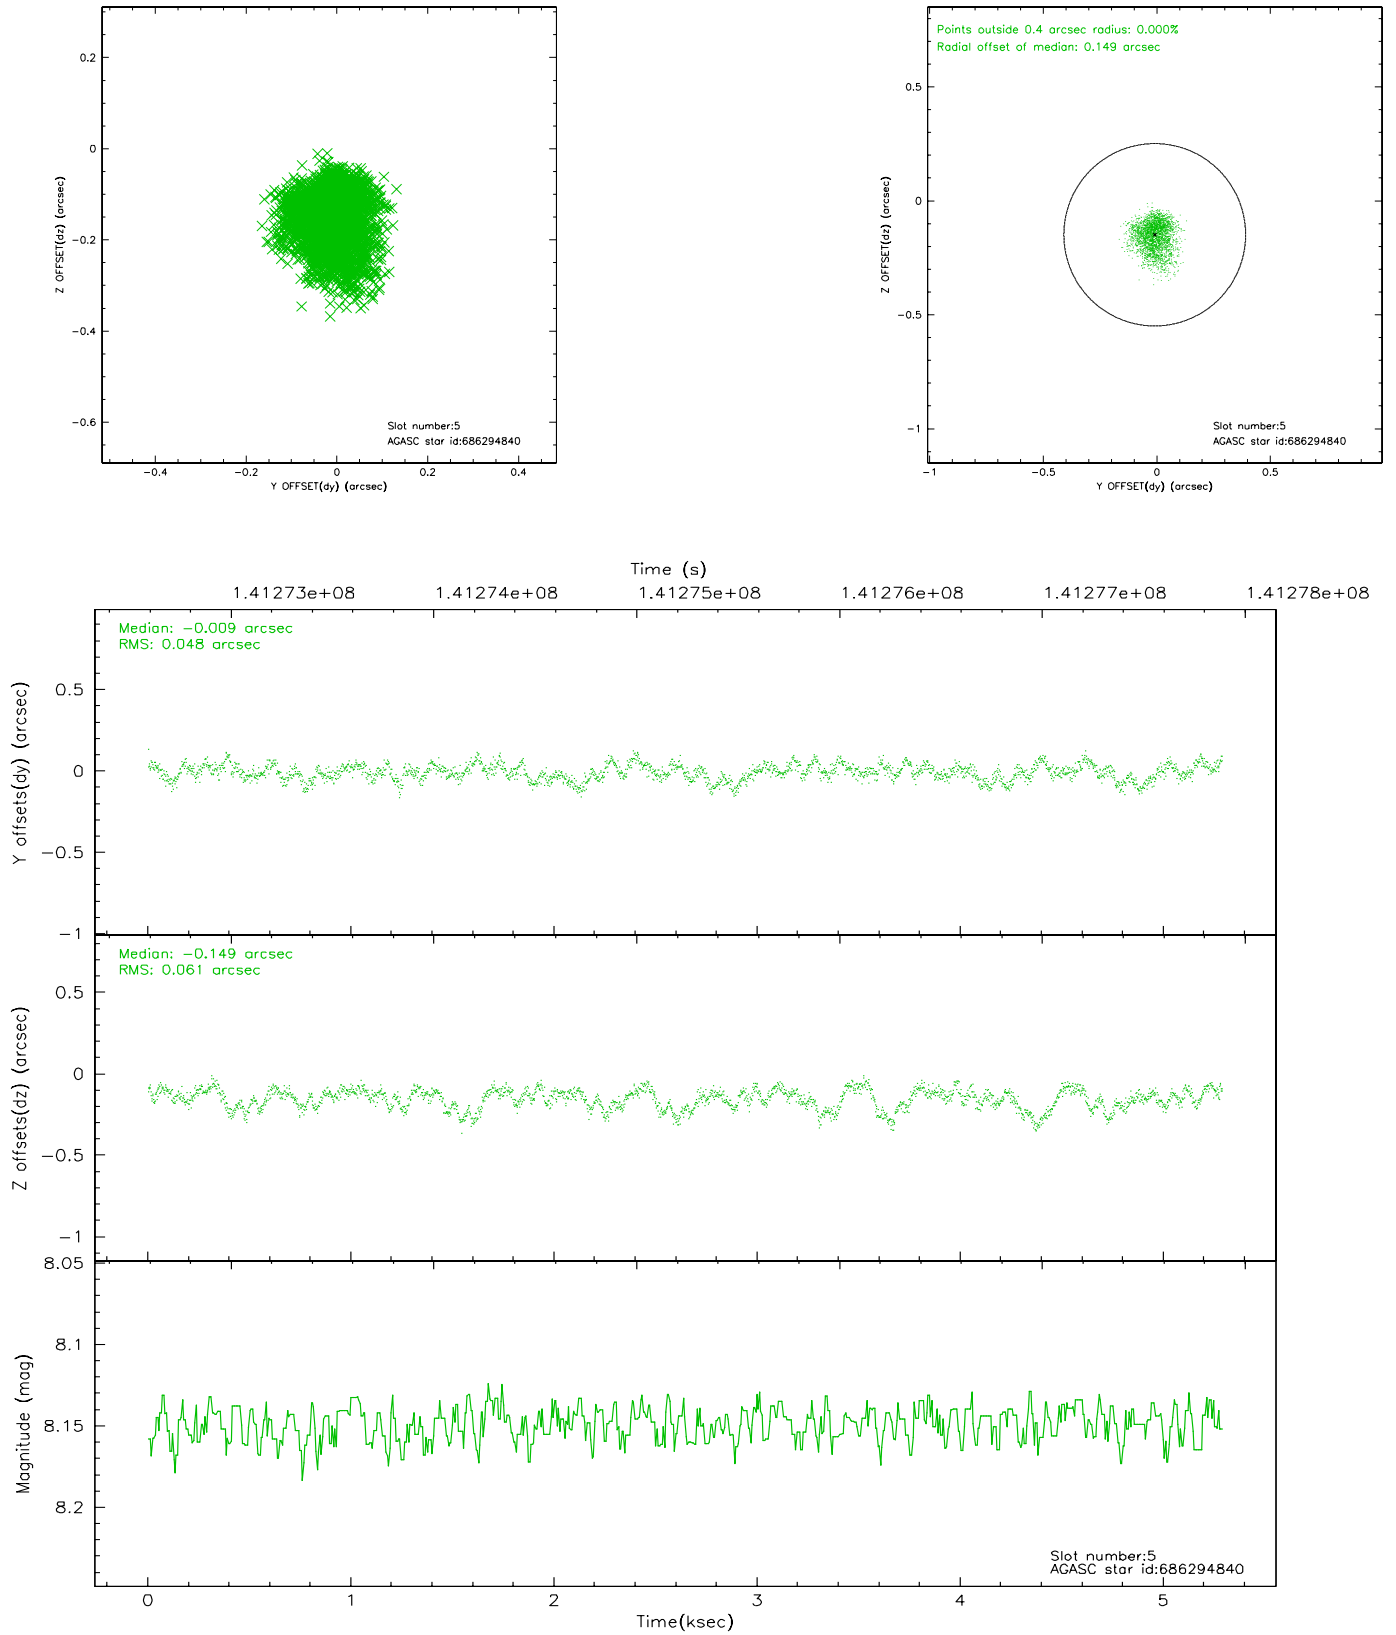 0.2
0
−0.2
−0.4
−0.6
Z OFFSET(dz) (arcsec)
Slot number:5
AGASC star id:686294840
−0.4 −0.2 0 0.2 0.4
Y OFFSET(dy) (arcsec)
Points outside 0.4 arcsec radius: 0.000%
Radial offset of median: 0.149 arcsec
0.5
0
−0.5
−1
Z OFFSET(dz) (arcsec)
Slot number:5
AGASC star id:686294840
−1 −0.5 0 0.5
Y OFFSET(dy) (arcsec)
Time (s)
1.41273e+08 1.41274e+08 1.41275e+08 1.41276e+08 1.41277e+08 1.41278e+08
Median: −0.009 arcsec
RMS: 0.048 arcsec
0.5
0
−0.5
−1
Y offsets(dy) (arcsec)
Median: −0.149 arcsec
RMS: 0.061 arcsec
0.5
0
−0.5
−1
Z offsets(dz) (arcsec)
8.05
8.1
8.15
8.2
Magnitude (mag)
Slot number:5
AGASC star id:686294840
0 1 2 3 4 5
Time(ksec)